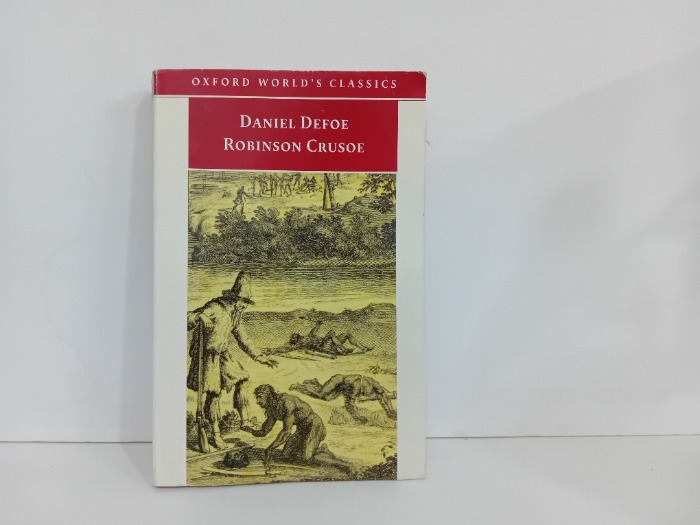 OXFORD WORLD'S CLASSICS
DANIEL DEFOE
ROBINSON CRUSOE